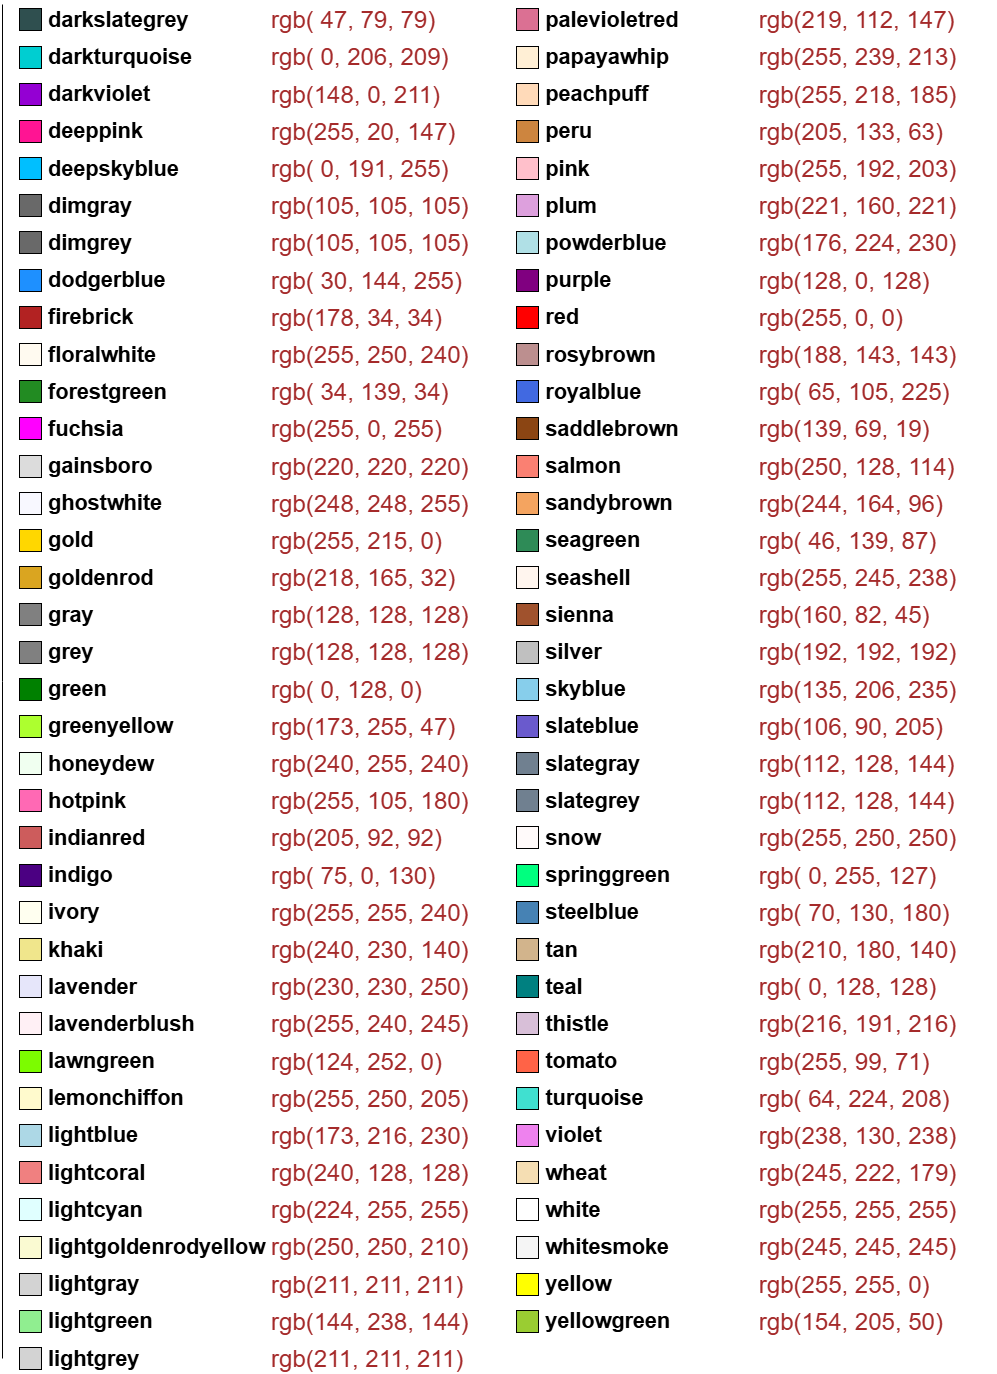 darkslategrey rgb( 47, 79, 79)
darkturquoise rgb( 0, 206, 209)
darkviolet rgb(148, 0, 211)
deeppink rgb(255, 20, 147)
deepskyblue rgb( 0, 191, 255)
dimgray rgb(105, 105, 105)
dimgrey rgb(105, 105, 105)
dodgerblue rgb( 30, 144, 255)
firebrick rgb(178, 34, 34)
floralwhite rgb(255, 250, 240)
forestgreen rgb( 34, 139, 34)
fuchsia rgb(255, 0, 255)
gainsboro rgb(220, 220, 220)
ghostwhite rgb(248, 248, 255)
gold rgb(255, 215, 0)
goldenrod rgb(218, 165, 32)
gray rgb(128, 128, 128)
grey rgb(128, 128, 128)
green rgb( 0, 128, 0)
greenyellow rgb(173, 255, 47)
honeydew rgb(240, 255, 240)
hotpink rgb(255, 105, 180)
indianred rgb(205, 92, 92)
indigo rgb( 75, 0, 130)
ivory rgb(255, 255, 240)
khaki rgb(240, 230, 140)
lavender rgb(230, 230, 250)
lavenderblush rgb(255, 240, 245)
lawngreen rgb(124, 252, 0)
lemonchiffon rgb(255, 250, 205)
lightblue rgb(173, 216, 230)
lightcoral rgb(240, 128, 128)
lightcyan rgb(224, 255, 255)
lightgoldenrodyellow rgb(250, 250, 210)
lightgray rgb(211, 211, 211)
lightgreen rgb(144, 238, 144)
lightgrey rgb(211, 211, 211)
palevioletred rgb(219, 112, 147)
papayawhip rgb(255, 239, 213)
peachpuff rgb(255, 218, 185)
peru rgb(205, 133, 63)
pink rgb(255, 192, 203)
plum rgb(221, 160, 221)
powderblue rgb(176, 224, 230)
purple rgb(128, 0, 128)
red rgb(255, 0, 0)
rosybrown rgb(188, 143, 143)
royalblue rgb( 65, 105, 225)
saddlebrown rgb(139, 69, 19)
salmon rgb(250, 128, 114)
sandybrown rgb(244, 164, 96)
seagreen rgb( 46, 139, 87)
seashell rgb(255, 245, 238)
sienna rgb(160, 82, 45)
silver rgb(192, 192, 192)
skyblue rgb(135, 206, 235)
slateblue rgb(106, 90, 205)
slategray rgb(112, 128, 144)
slategrey rgb(112, 128, 144)
snow rgb(255, 250, 250)
springgreen rgb( 0, 255, 127)
steelblue rgb( 70, 130, 180)
tan rgb(210, 180, 140)
teal rgb( 0, 128, 128)
thistle rgb(216, 191, 216)
tomato rgb(255, 99, 71)
turquoise rgb( 64, 224, 208)
violet rgb(238, 130, 238)
wheat rgb(245, 222, 179)
white rgb(255, 255, 255)
whitesmoke rgb(245, 245, 245)
yellow rgb(255, 255, 0)
yellowgreen rgb(154, 205, 50)